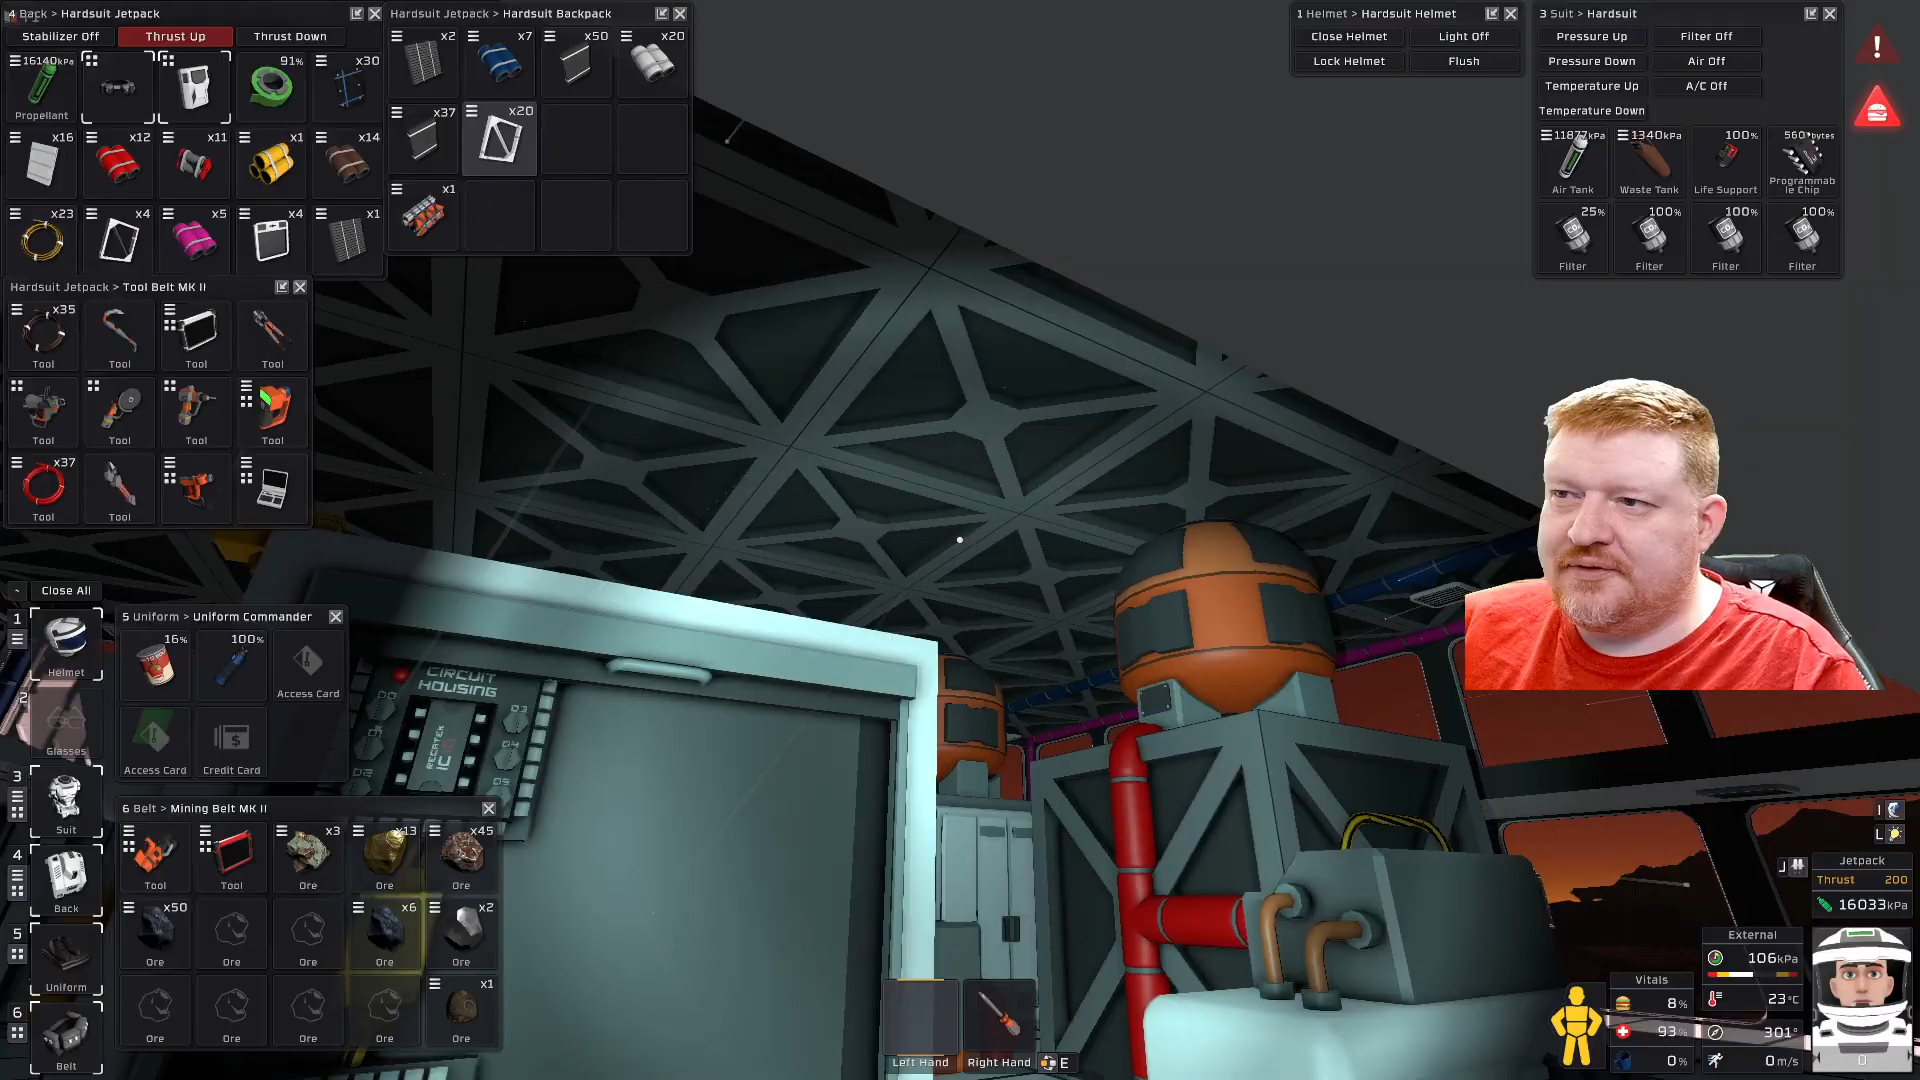 4 Back > Hardsuit Jetpack
Stabilizer Off
Thrust Up
Thrust Down
16140kPa
Propellant
91%
x30
x16
x12
x11
x1
x14
x23
x4
x5
x4
x1
Hardsuit Jetpack > Hardsuit Backpack
x2
x7
x50
x20
x37
x20
x1
Hardsuit Jetpack > Tool Belt MK II
x35
Tool
Tool
Tool
Tool
Tool
Tool
Tool
Tool
x37
Tool
Tool
1 Helmet > Hardsuit Helmet
Close Helmet
Light Off
Lock Helmet
Flush
3 Suit > Hardsuit
Pressure Up
Filter Off
Pressure Down
Air Off
Temperature Up
A/C Off
Temperature Down
Air Tank
1340kPa
Waste Tank
100%
Life Support
Programmab
le Chip
25%
Filter
100%
Filter
100%
Filter
100%
Filter
~
Close All
1
Helmet
2
Glasses
3
Suit
4
Back
5
Uniform
6
Belt
5 Uniform > Uniform Commander
16%
100%
Access Card
Access Card
Credit Card
6 Belt > Mining Belt MK II
Tool
Tool
x3
Ore
x13
Ore
x45
Ore
x50
Ore
Ore
Ore
x6
Ore
x2
Ore
Ore
Ore
Ore
Ore
x1
Ore
CIRCUIT
HOUSING
D2
IC
Left Hand
Right Hand
E
I
L
J
Jetpack
Thrust 200
16033kPa
External
106kPa
23°C
301°
0m/s
Vitals
8%
93%
0%
0